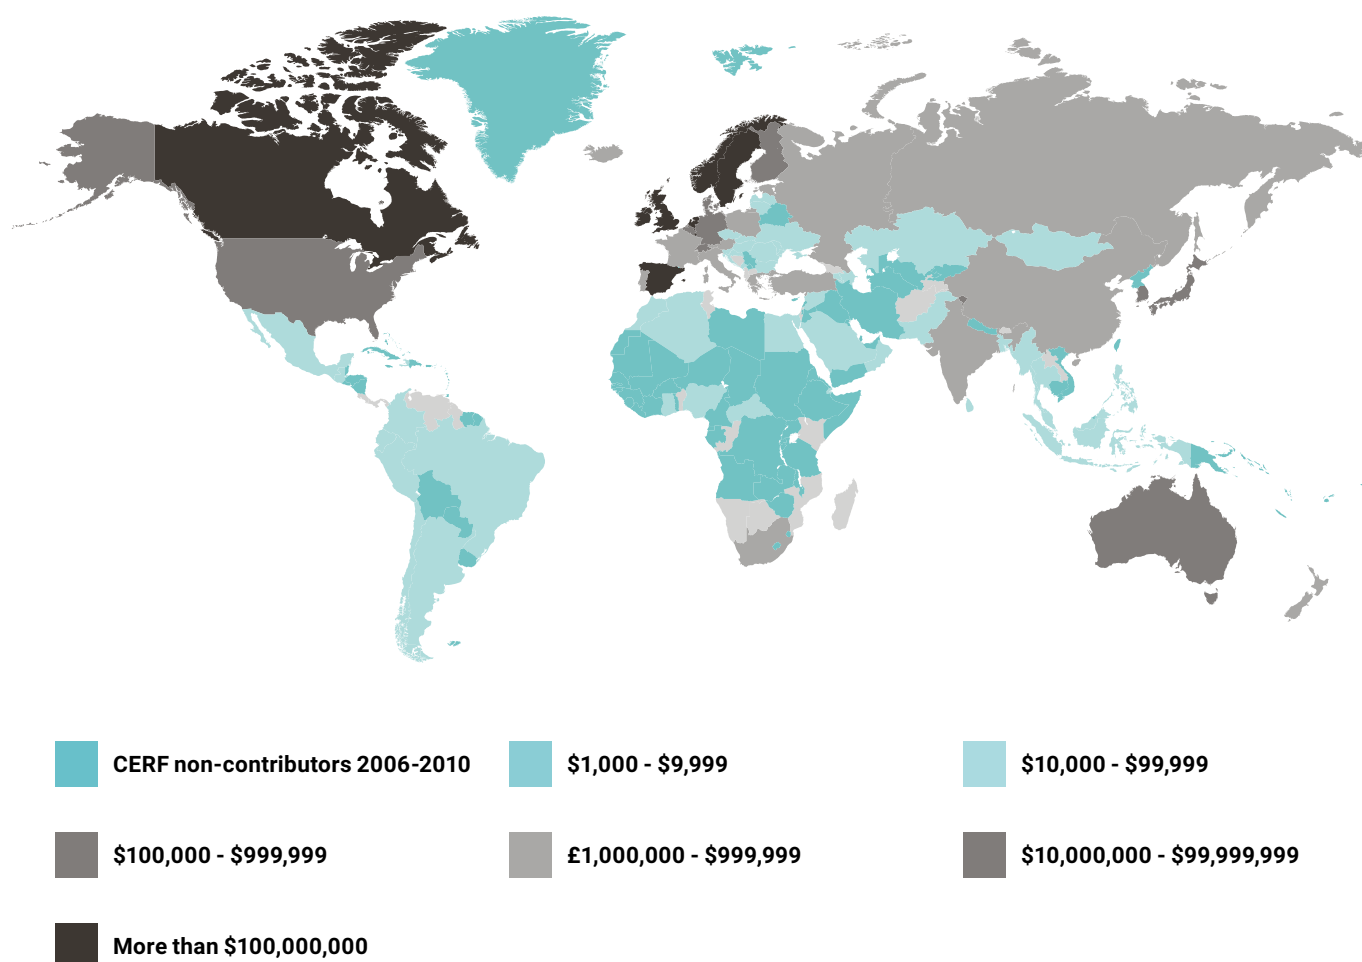 CERF non-contributors 2006-2010
$1,000 - $9,999
$10,000 - $99,999
$100,000 - $999,999
£1,000,000 - $999,999
$10,000,000 - $99,999,999
More than $100,000,000